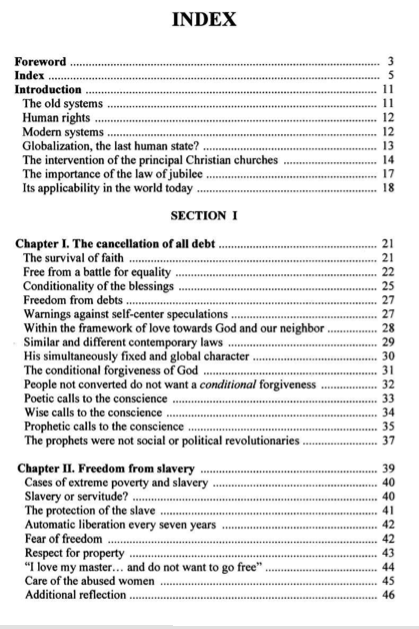 INDEX
Foreword ........ 3
Index ........ 5
Introduction ........ 11
The old systems ........ 11
Human rights ........ 12
Modern systems ........ 12
Globalization, the last human state? ........ 13
The intervention of the principal Christian churches ........ 14
The importance of the law of jubilee ........ 17
Its applicability in the world today ........ 18
SECTION I
Chapter I. The cancellation of all debt ........ 21
The survival of faith ........ 21
Free from a battle for equality ........ 22
Conditionality of the blessings ........ 25
Freedom from debts ........ 27
Warnings against self-center speculations ........ 27
Within the framework of love towards God and our neighbor ........ 28
Similar and different contemporary laws ........ 29
His simultaneously fixed and global character ........ 30
The conditional forgiveness of God ........ 31
People not converted do not want a conditional forgiveness ........ 32
Poetic calls to the conscience ........ 33
Wise calls to the conscience ........ 34
Prophetic calls to the conscience ........ 35
The prophets were not social or political revolutionaries ........ 37
Chapter II. Freedom from slavery ........ 39
Cases of extreme poverty and slavery ........ 40
Slavery or servitude? ........ 40
The protection of the slave ........ 41
Automatic liberation every seven years ........ 42
Fear of freedom ........ 42
Respect for property ........ 43
“I love my master… and do not want to go free” ........ 44
Care of the abused women ........ 45
Additional reflection ........ 46